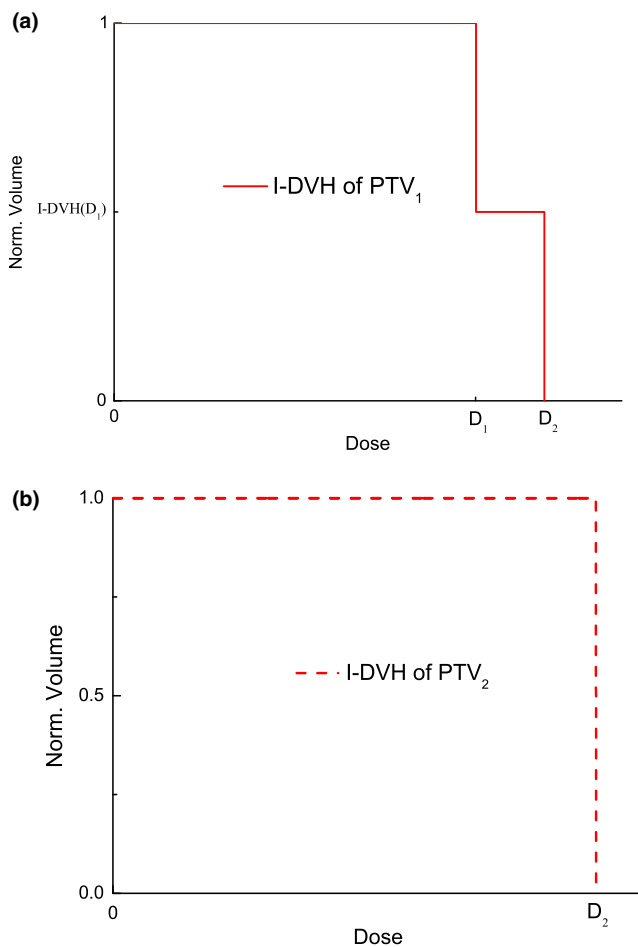 (a)
1
I-DVH of PTV₁
I-DVH(D₁)
Norm. Volume
0
0
D₁
D₂
Dose
(b)
1.0
I-DVH of PTV₂
0.5
Norm. Volume
0.0
0
D₂
Dose